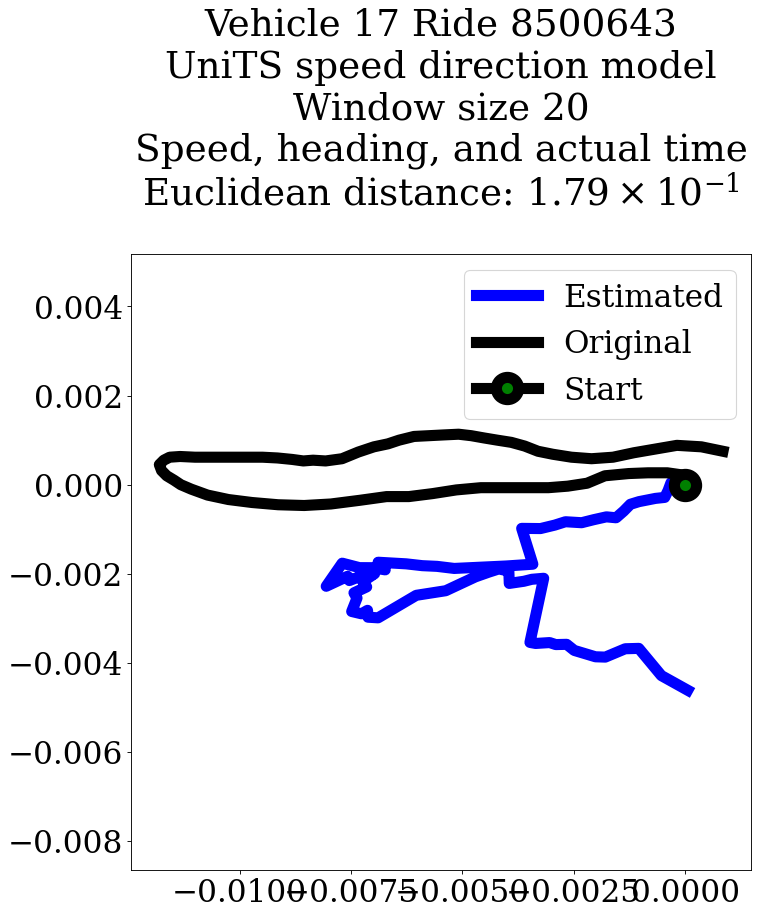 Vehicle 17 Ride 8500643
UniTS speed direction model
Window size 20
Speed, heading, and actual time
Euclidean distance: 1.79 × 10⁻¹
Estimated
Original
Start
0.004
0.002
0.000
−0.002
−0.004
−0.006
−0.008
−0.0100 −0.0075 −0.0050 −0.0025 0.0000